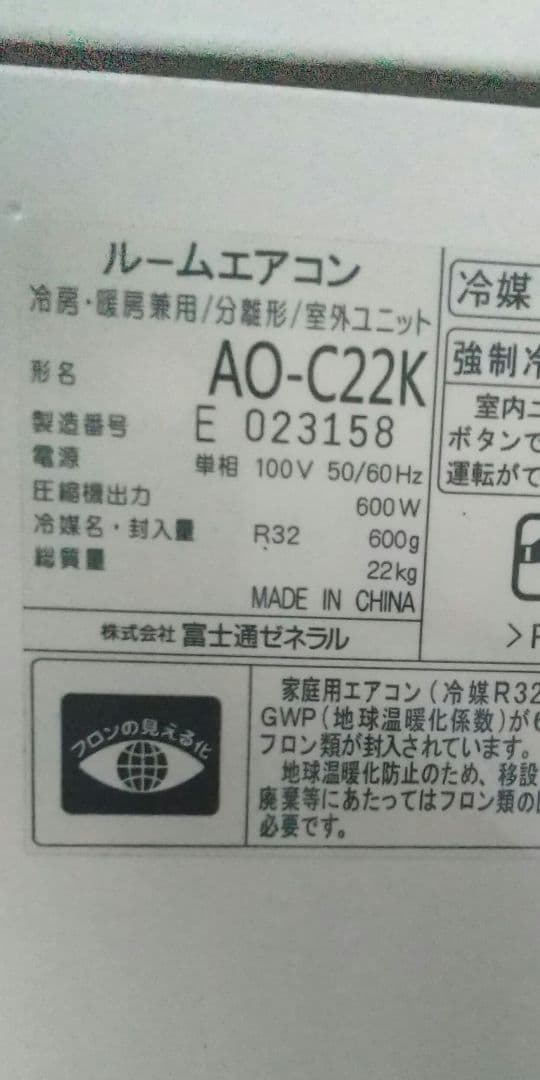 ルームエアコン
冷房・暖房兼用/分離形/室外ユニット
形名 AO-C22K
製造番号 E 023158
電源 単相 100V 50/60Hz
圧縮機出力 600W
冷媒名・封入量 R32 600g
総質量 22kg
MADE IN CHINA
株式会社 富士通ゼネラル
冷媒
強制冷
室内ユ
ボタンで
運転がで
フロンの見える化
家庭用エアコン(冷媒R32
GWP(地球温暖化係数)が6
フロン類が封入されています。
地球温暖化防止のため、移設
廃棄等にあたってはフロン類の
必要です。